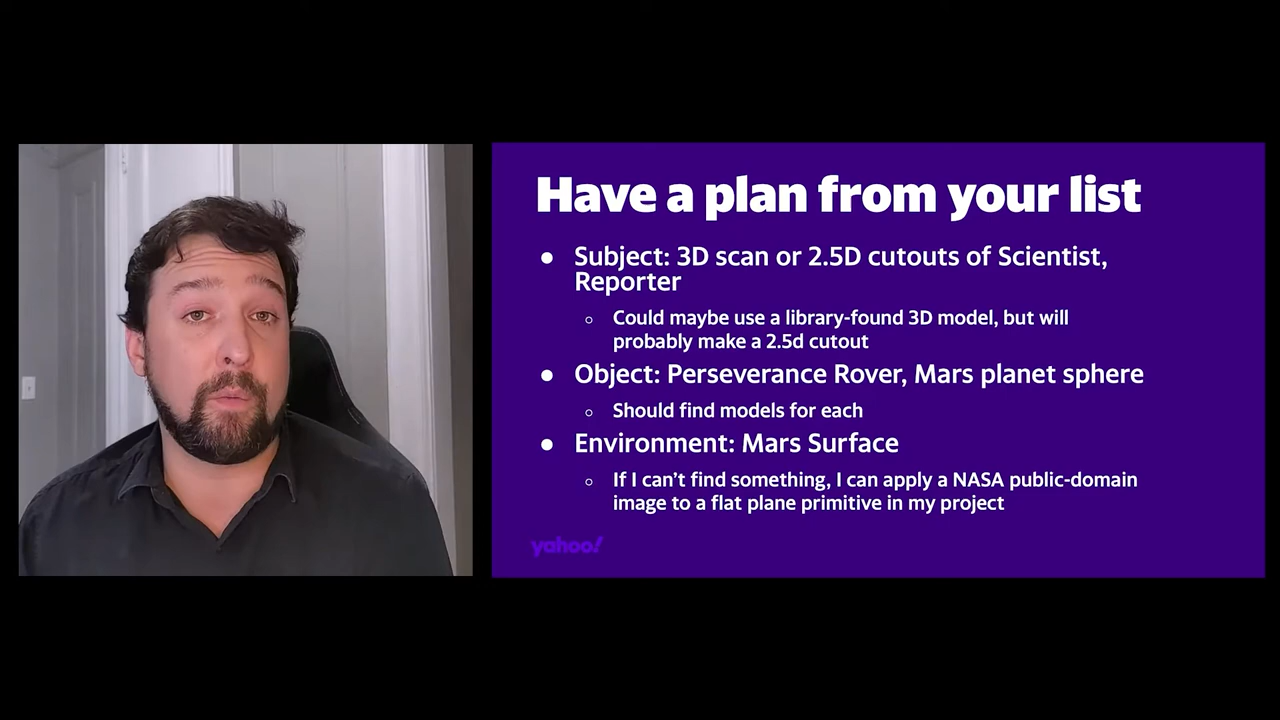 Have a plan from your list
● Subject: 3D scan or 2.5D cutouts of Scientist,
Reporter
○ Could maybe use a library-found 3D model, but will
probably make a 2.5d cutout
● Object: Perseverance Rover, Mars planet sphere
○ Should find models for each
● Environment: Mars Surface
○ If I can’t find something, I can apply a NASA public-domain
image to a flat plane primitive in my project
yahoo!